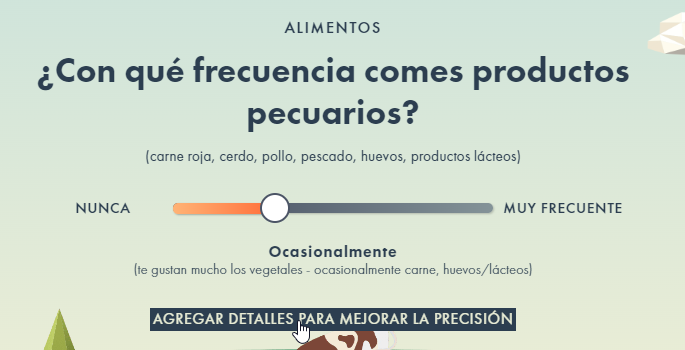 ALIMENTOS
¿Con qué frecuencia comes productos
pecuarios?
(carne roja, cerdo, pollo, pescado, huevos, productos lácteos)
NUNCA
MUY FRECUENTE
Ocasionalmente
(te gustan mucho los vegetales - ocasionalmente carne, huevos/lácteos)
AGREGAR DETALLES PARA MEJORAR LA PRECISIÓN